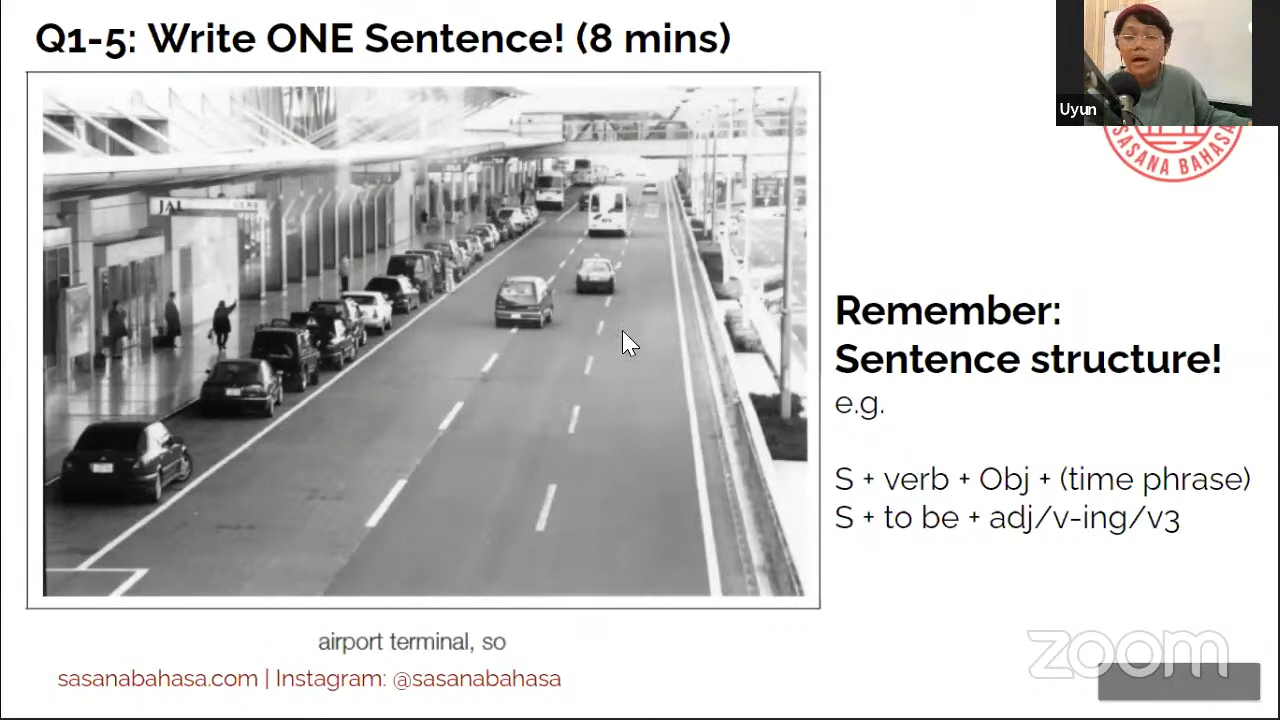 Q1-5: Write ONE Sentence! (8 mins)
Uyun
SASANA BAHASA
JAL
Remember:
Sentence structure!
e.g.
S + verb + Obj + (time phrase)
S + to be + adj/v-ing/v3
airport terminal, so
sasanabahasa.com | Instagram: @sasanabahasa
zoom